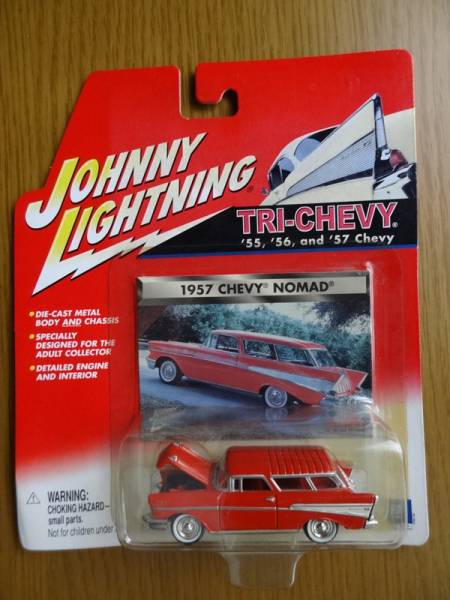 JOHNNY
LIGHTNING®
TRI-CHEVY®
'55, '56, and '57 Chevy
1957 CHEVY® NOMAD®
• DIE-CAST METAL
BODY AND CHASSIS
• SPECIALLY
DESIGNED FOR THE
ADULT COLLECTOR
• DETAILED ENGINE
AND INTERIOR
WARNING:
CHOKING HAZARD—
small parts.
Not for children under